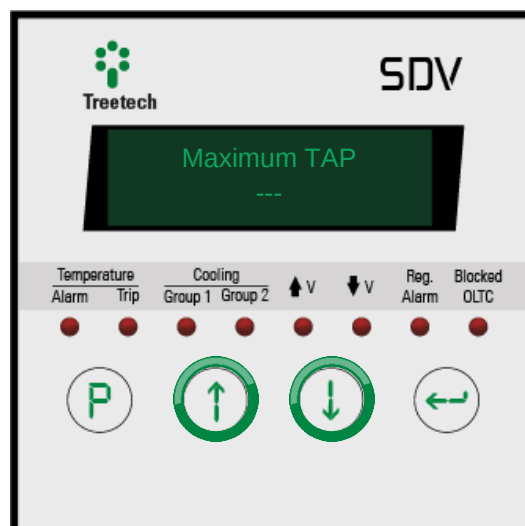 Treetech
SDV
Maximum TAP
---
Temperature
Alarm Trip
Cooling
Group 1 Group 2
V
V
Reg.
Alarm
Blocked
OLTC
P